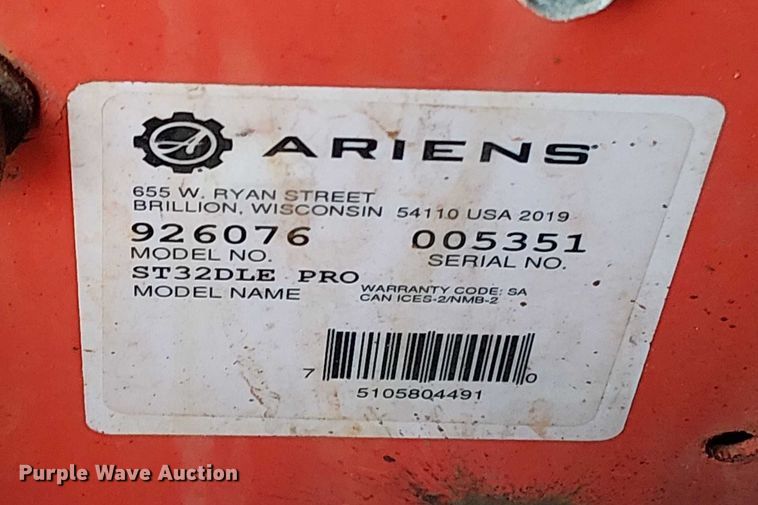 ARIENS
655 W. RYAN STREET
BRILLION, WISCONSIN 54110 USA 2019
926076 005351
MODEL NO. SERIAL NO.
ST32DLE PRO
MODEL NAME
WARRANTY CODE: SA
CAN ICES-2/NMB-2
7 5105804491 0
Purple Wave Auction